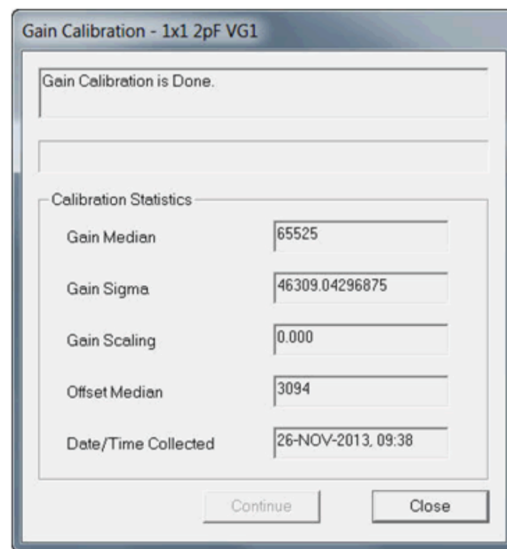 Gain Calibration - 1x1 2pF VG1
Gain Calibration is Done.
Calibration Statistics
Gain Median 65525
Gain Sigma 46309.04296875
Gain Scaling 0.000
Offset Median 3094
Date/Time Collected 26-NOV-2013, 09:38
Continue Close